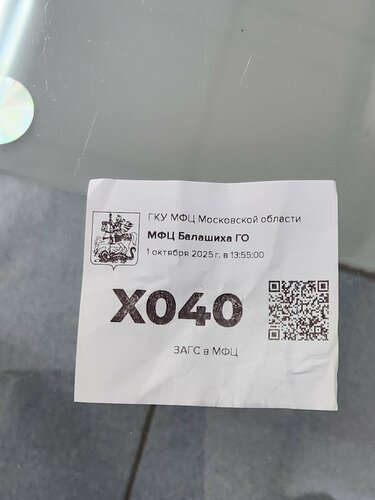 ГКУ МФЦ Московской области
МФЦ Балашиха ГО
1 октября 2025 г. в 13:55:00
Х040
ЗАГС в МФЦ